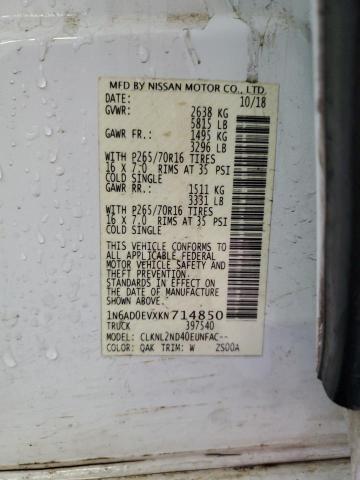 MFD BY NISSAN MOTOR CO., LTD.
DATE: 10/18
GVWR: 2638 KG
5815 LB
GAWR FR.: 1495 KG
3296 LB
WITH P265/70R16 TIRES
16 X 7.0 RIMS AT 35 PSI
COLD SINGLE
GAWR RR.: 1511 KG
3331 LB
WITH P265/70R16 TIRES
16 X 7.0 RIMS AT 35 PSI
COLD SINGLE
THIS VEHICLE CONFORMS TO
ALL APPLICABLE FEDERAL
MOTOR VEHICLE SAFETY AND
THEFT PREVENTION
STANDARDS IN EFFECT ON THE
DATE OF MANUFACTURE
SHOWN ABOVE.
1N6AD0EVXKN714850
TRUCK 397540
MODEL: CLKNL2ND40EUNFAC--
COLOR: QAK TRIM: W ZS00A